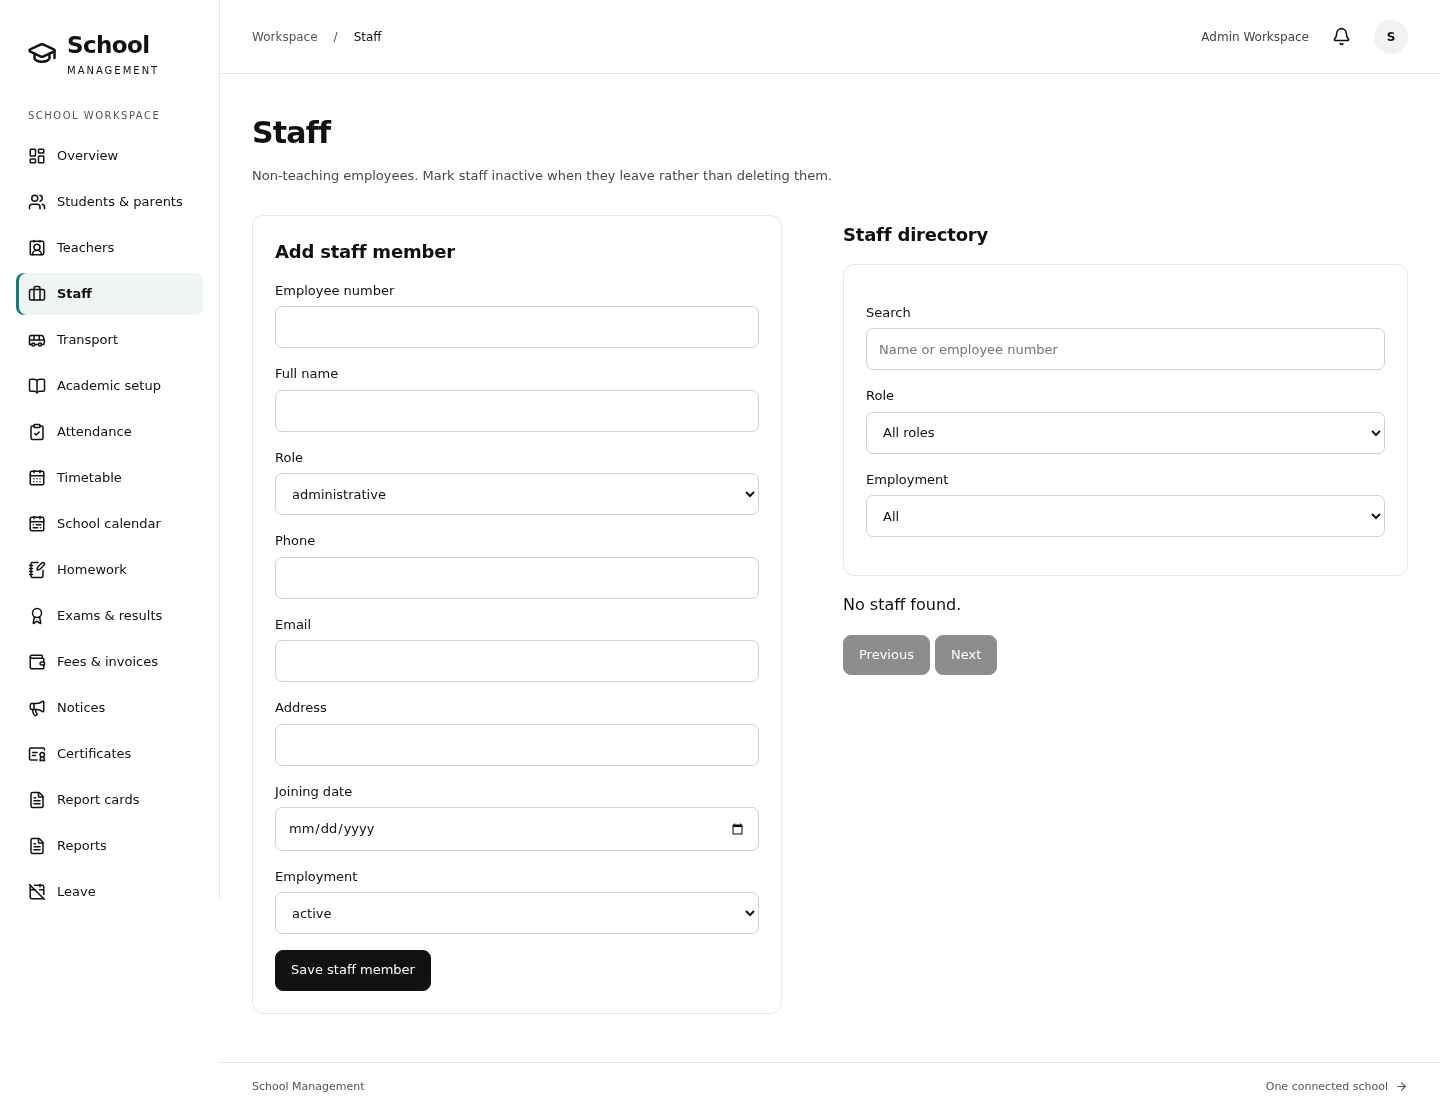 School
MANAGEMENT
SCHOOL WORKSPACE
Overview
Students & parents
Teachers
Staff
Transport
Academic setup
Attendance
Timetable
School calendar
Homework
Exams & results
Fees & invoices
Notices
Certificates
Report cards
Reports
Leave
Workspace / Staff
Admin Workspace
S
Staff
Non-teaching employees. Mark staff inactive when they leave rather than deleting them.
Add staff member
Employee number
Full name
Role
administrative
Phone
Email
Address
Joining date
mm/dd/yyyy
Employment
active
Save staff member
Staff directory
Search
Name or employee number
Role
All roles
Employment
All
No staff found.
Previous Next
School Management
One connected school →